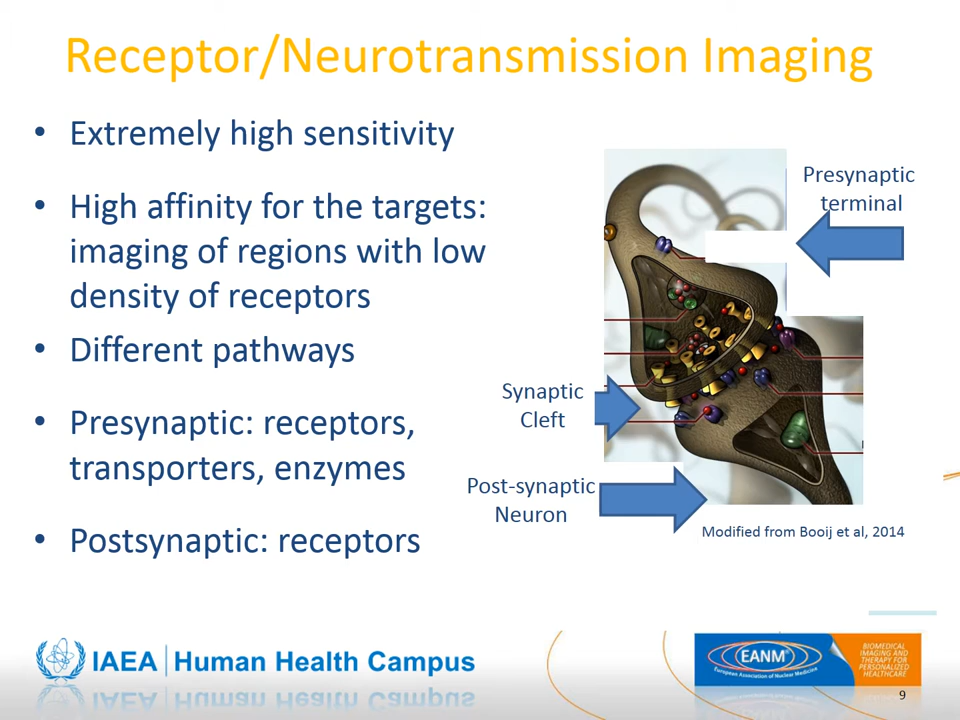 Receptor/Neurotransmission Imaging
• Extremely high sensitivity
• High affinity for the targets:
imaging of regions with low
density of receptors
• Different pathways
• Presynaptic: receptors,
transporters, enzymes
• Postsynaptic: receptors
Presynaptic
terminal
Synaptic
Cleft
Post-synaptic
Neuron
Modified from Booij et al, 2014
IAEA | Human Health Campus
EANM
European Association of Nuclear Medicine
BIOMEDICAL
IMAGING AND
THERAPY FOR
PERSONALIZED
HEALTHCARE
9